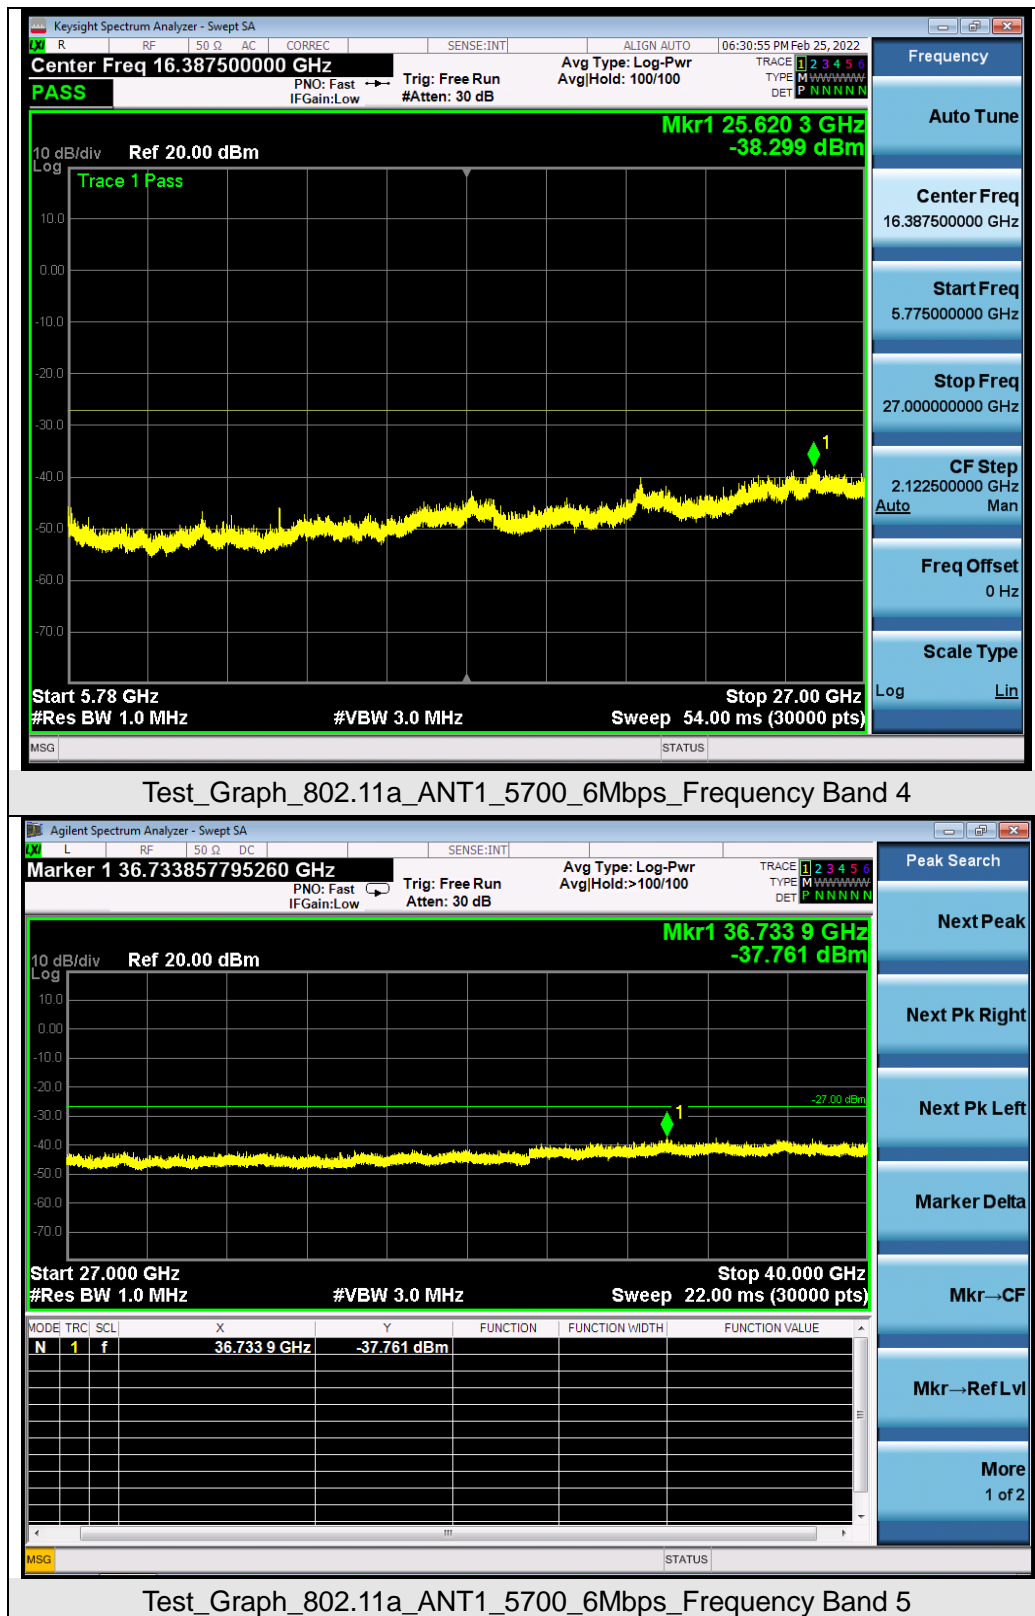 Keysight Spectrum Analyzer - Swept SA
LXI R RF 50 Ω AC CORREC SENSE:INT ALIGN AUTO 06:30:55 PM Feb 25, 2022
Center Freq 16.387500000 GHz
PASS
PNO: Fast
IFGain:Low
Trig: Free Run
#Atten: 30 dB
Avg Type: Log-Pwr
Avg|Hold: 100/100
TRACE 1 2 3 4 5 6
TYPE M W W W W W
DET P N N N N N
Mkr1 25.620 3 GHz
-38.299 dBm
10 dB/div Ref 20.00 dBm
Log
Trace 1 Pass
10.0
0.00
-10.0
-20.0
-30.0
-40.0
-50.0
-60.0
-70.0
1
Start 5.78 GHz Stop 27.00 GHz
#Res BW 1.0 MHz #VBW 3.0 MHz Sweep 54.00 ms (30000 pts)
MSG STATUS
Frequency
Auto Tune
Center Freq
16.387500000 GHz
Start Freq
5.775000000 GHz
Stop Freq
27.000000000 GHz
CF Step
2.122500000 GHz
Auto Man
Freq Offset
0 Hz
Scale Type
Log Lin
Test_Graph_802.11a_ANT1_5700_6Mbps_Frequency Band 4
Agilent Spectrum Analyzer - Swept SA
LXI L RF 50 Ω DC SENSE:INT
Marker 1 36.733857795260 GHz
PNO: Fast
IFGain:Low
Trig: Free Run
Atten: 30 dB
Avg Type: Log-Pwr
Avg|Hold:>100/100
TRACE 1 2 3 4 5 6
TYPE M W W W W W
DET P N N N N N
Mkr1 36.733 9 GHz
-37.761 dBm
10 dB/div Ref 20.00 dBm
Log
10.0
0.00
-10.0
-20.0
-30.0
-40.0
-50.0
-60.0
-70.0
-27.00 dBm
1
Start 27.000 GHz Stop 40.000 GHz
#Res BW 1.0 MHz #VBW 3.0 MHz Sweep 22.00 ms (30000 pts)
MODE TRC SCL X Y FUNCTION FUNCTION WIDTH FUNCTION VALUE
N 1 f 36.733 9 GHz -37.761 dBm
MSG STATUS
Peak Search
Next Peak
Next Pk Right
Next Pk Left
Marker Delta
Mkr→CF
Mkr→Ref Lvl
More
1 of 2
Test_Graph_802.11a_ANT1_5700_6Mbps_Frequency Band 5